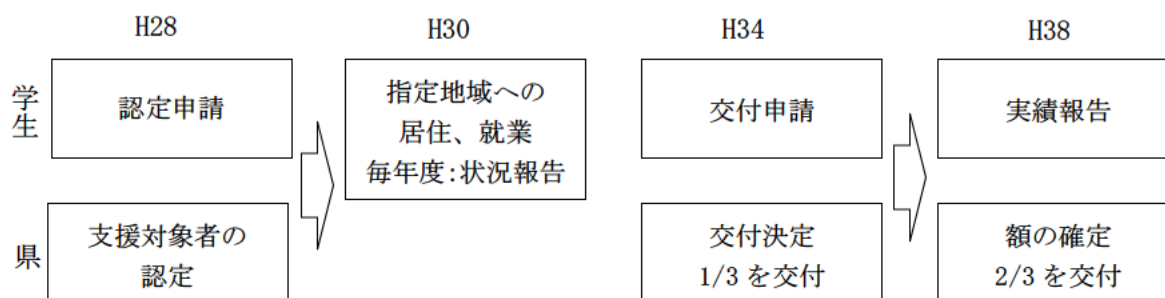 H28
H30
H34
H38
学生
認定申請
指定地域への
居住、就業
毎年度:状況報告
交付申請
実績報告
県
支援対象者の
認定
交付決定
1/3 を交付
額の確定
2/3 を交付